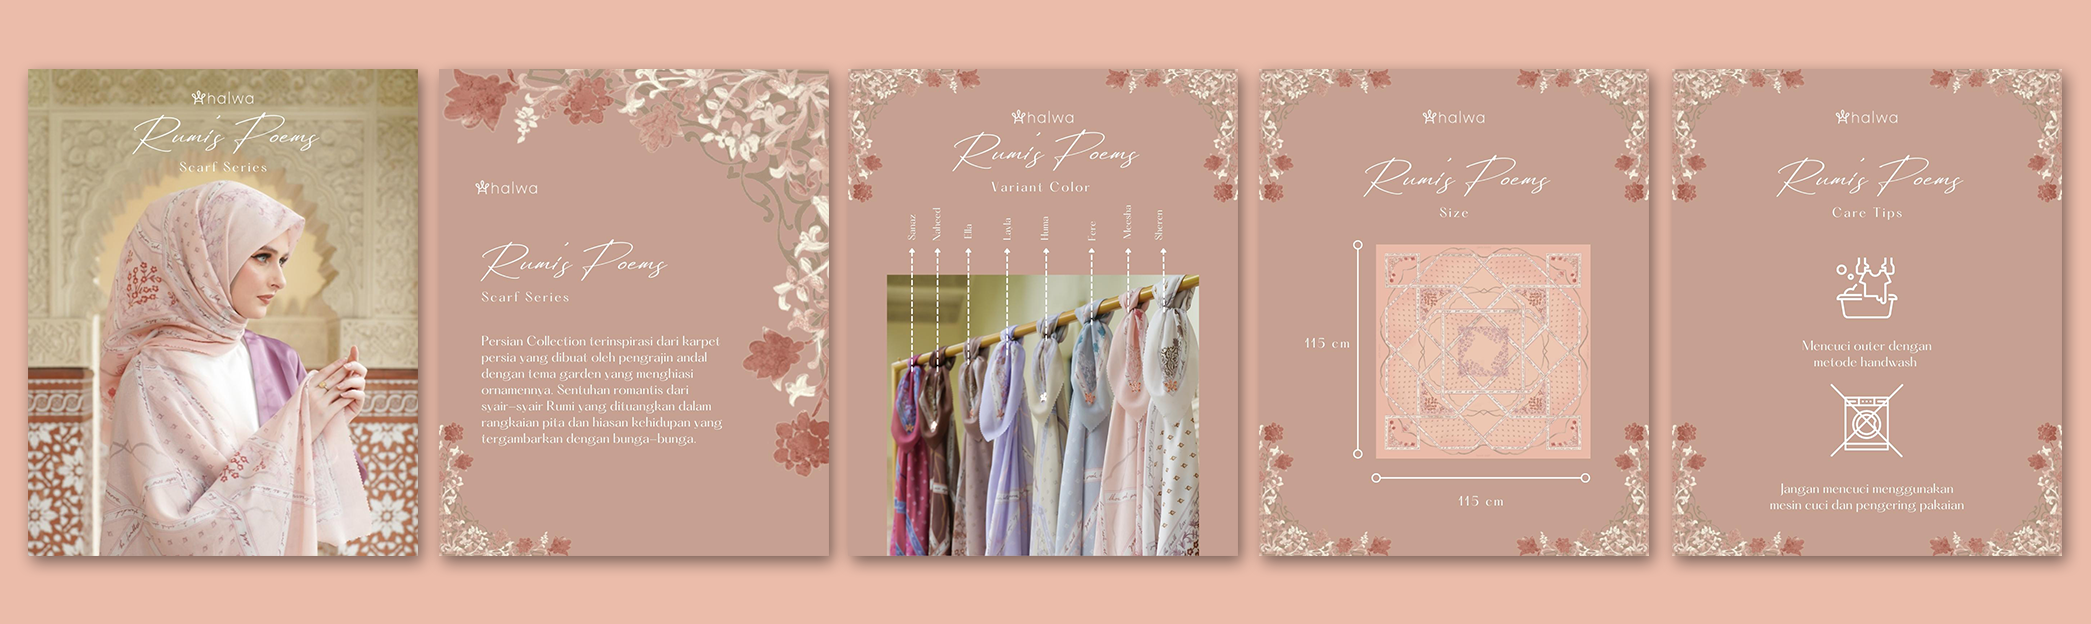 halwa
Rumi's Poems
Scarf Series
halwa
Rumi's Poems
Scarf Series
Persian Collection terinspirasi dari karpet
persia yang dibuat oleh pengrajin andal
dengan tema garden yang menghiasi
ornamennya. Sentuhan romantis dari
syair-syair Rumi yang dituangkan dalam
rangkaian pita dan hiasan kehidupan yang
tergambarkan dengan bunga-bunga.
halwa
Rumi's Poems
Variant Color
Sanaz
Naheed
Ella
Layla
Huma
Fere
Meesha
Sheren
halwa
Rumi's Poems
Size
115 cm
115 cm
halwa
Rumi's Poems
Care Tips
Mencuci outer dengan
metode handwash
Jangan mencuci menggunakan
mesin cuci dan pengering pakaian